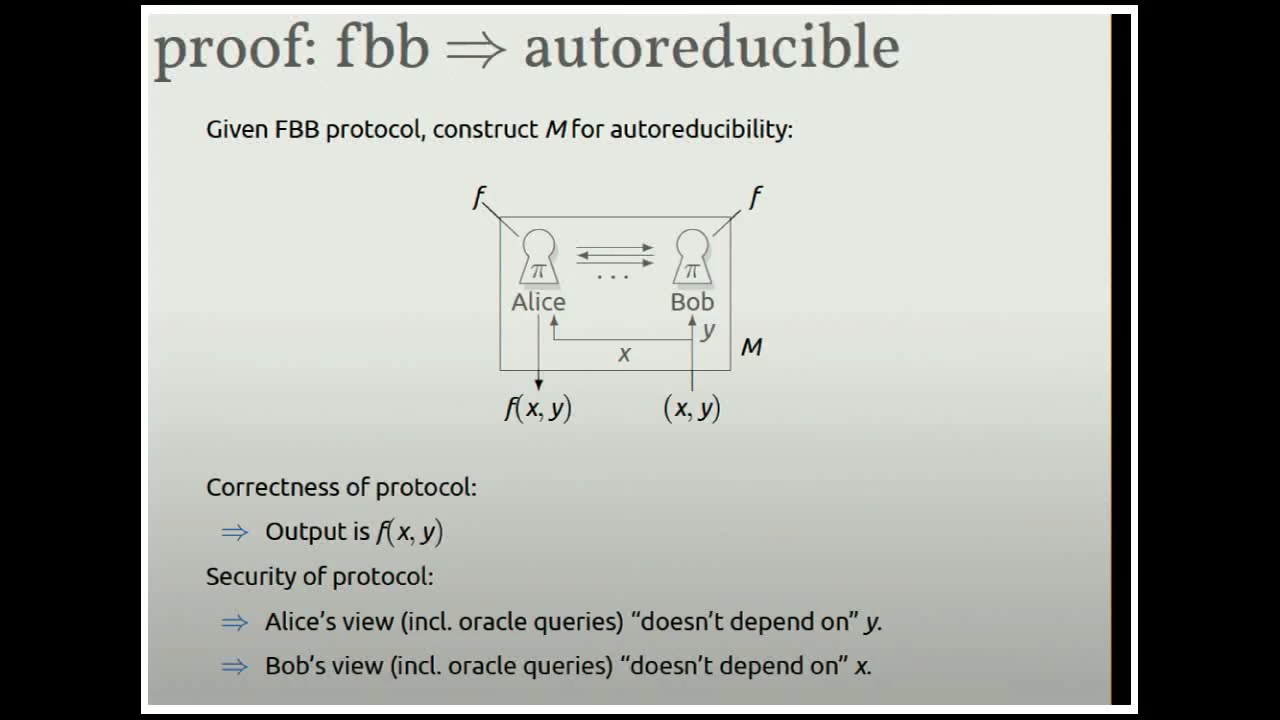 proof: fbb ⇒ autoreducible
Given FBB protocol, construct M for autoreducibility:
f f
π π
. . .
Alice Bob
y
x
M
f(x, y) (x, y)
Correctness of protocol:
⇒ Output is f(x, y)
Security of protocol:
⇒ Alice’s view (incl. oracle queries) “doesn’t depend on” y.
⇒ Bob’s view (incl. oracle queries) “doesn’t depend on” x.